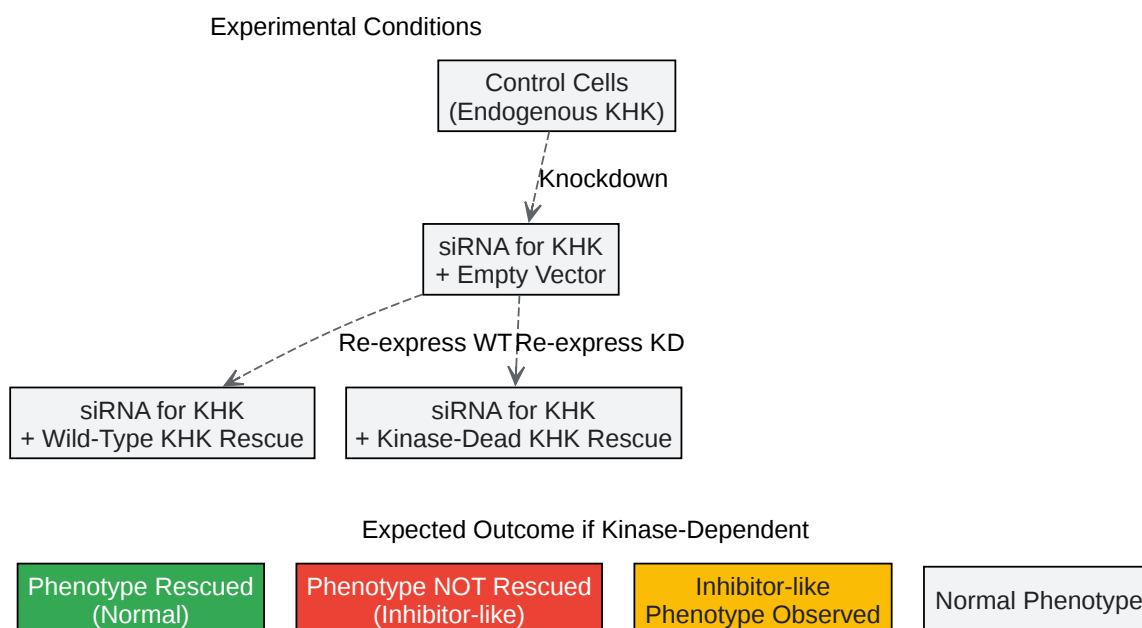 Experimental Conditions
Control Cells
(Endogenous KHK)
Knockdown
siRNA for KHK
+ Empty Vector
Re-express WT
Re-express KD
siRNA for KHK
+ Wild-Type KHK Rescue
siRNA for KHK
+ Kinase-Dead KHK Rescue
Expected Outcome if Kinase-Dependent
Phenotype Rescued
(Normal)
Phenotype NOT Rescued
(Inhibitor-like)
Inhibitor-like
Phenotype Observed
Normal Phenotype